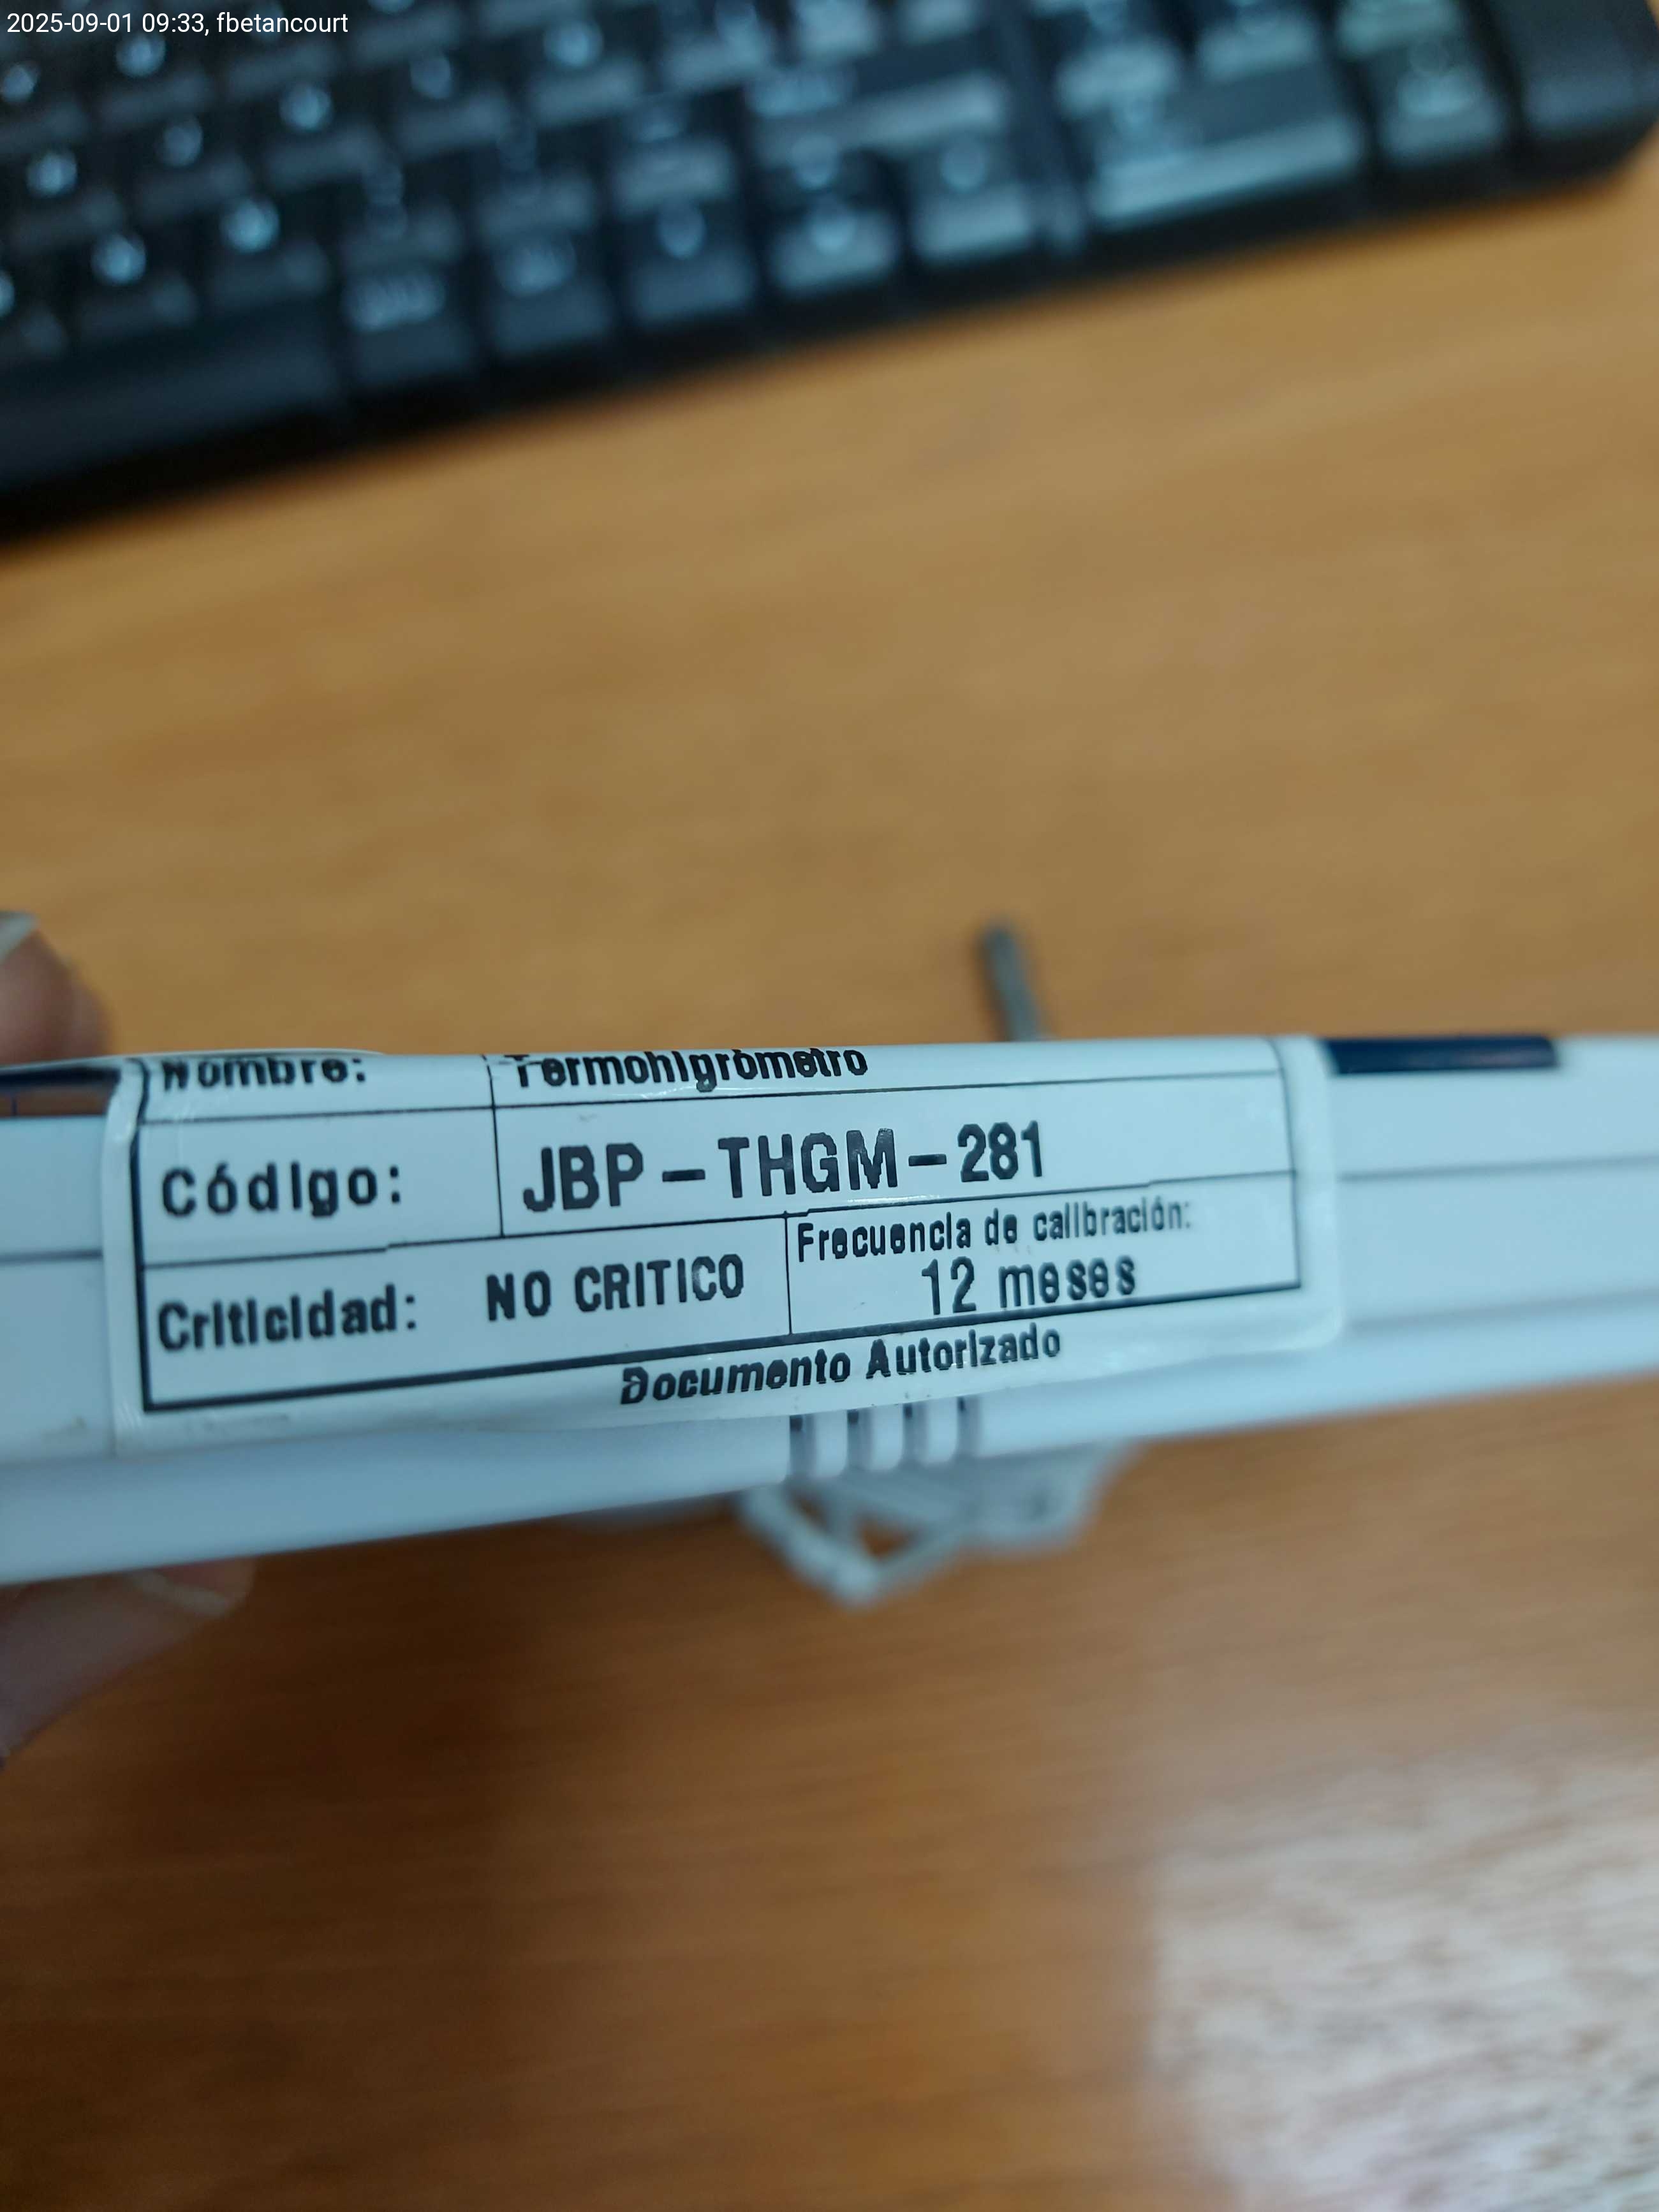 2025-09-01 09:33, fbetancourt
Nombre: Termohigrómetro
Código: JBP-THGM-281
Criticidad: NO CRITICO
Frecuencia de calibración:
12 meses
Documento Autorizado